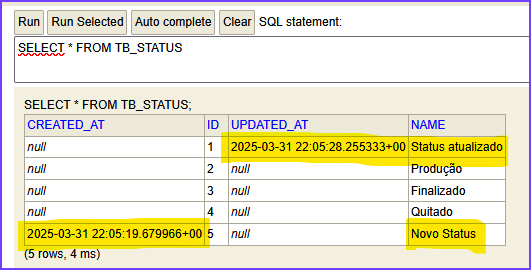 Run Run Selected Auto complete Clear SQL statement:
SELECT * FROM TB_STATUS
SELECT * FROM TB_STATUS;
CREATED_AT ID UPDATED_AT NAME
null 1 2025-03-31 22:05:28.255333+00 Status atualizado
null 2 null Produção
null 3 null Finalizado
null 4 null Quitado
2025-03-31 22:05:19.679966+00 5 null Novo Status
(5 rows, 4 ms)